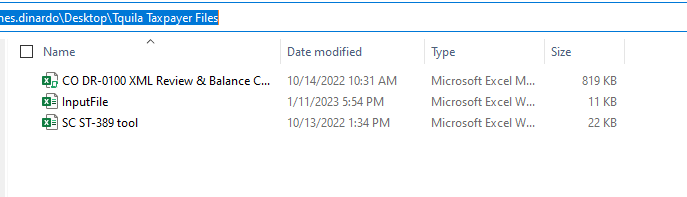 nes.dinardo\Desktop\Tquila Taxpayer Files
Name Date modified Type Size
CO DR-0100 XML Review & Balance C... 10/14/2022 10:31 AM Microsoft Excel M... 819 KB
InputFile 1/11/2023 5:54 PM Microsoft Excel W... 11 KB
SC ST-389 tool 10/13/2022 1:34 PM Microsoft Excel W... 22 KB